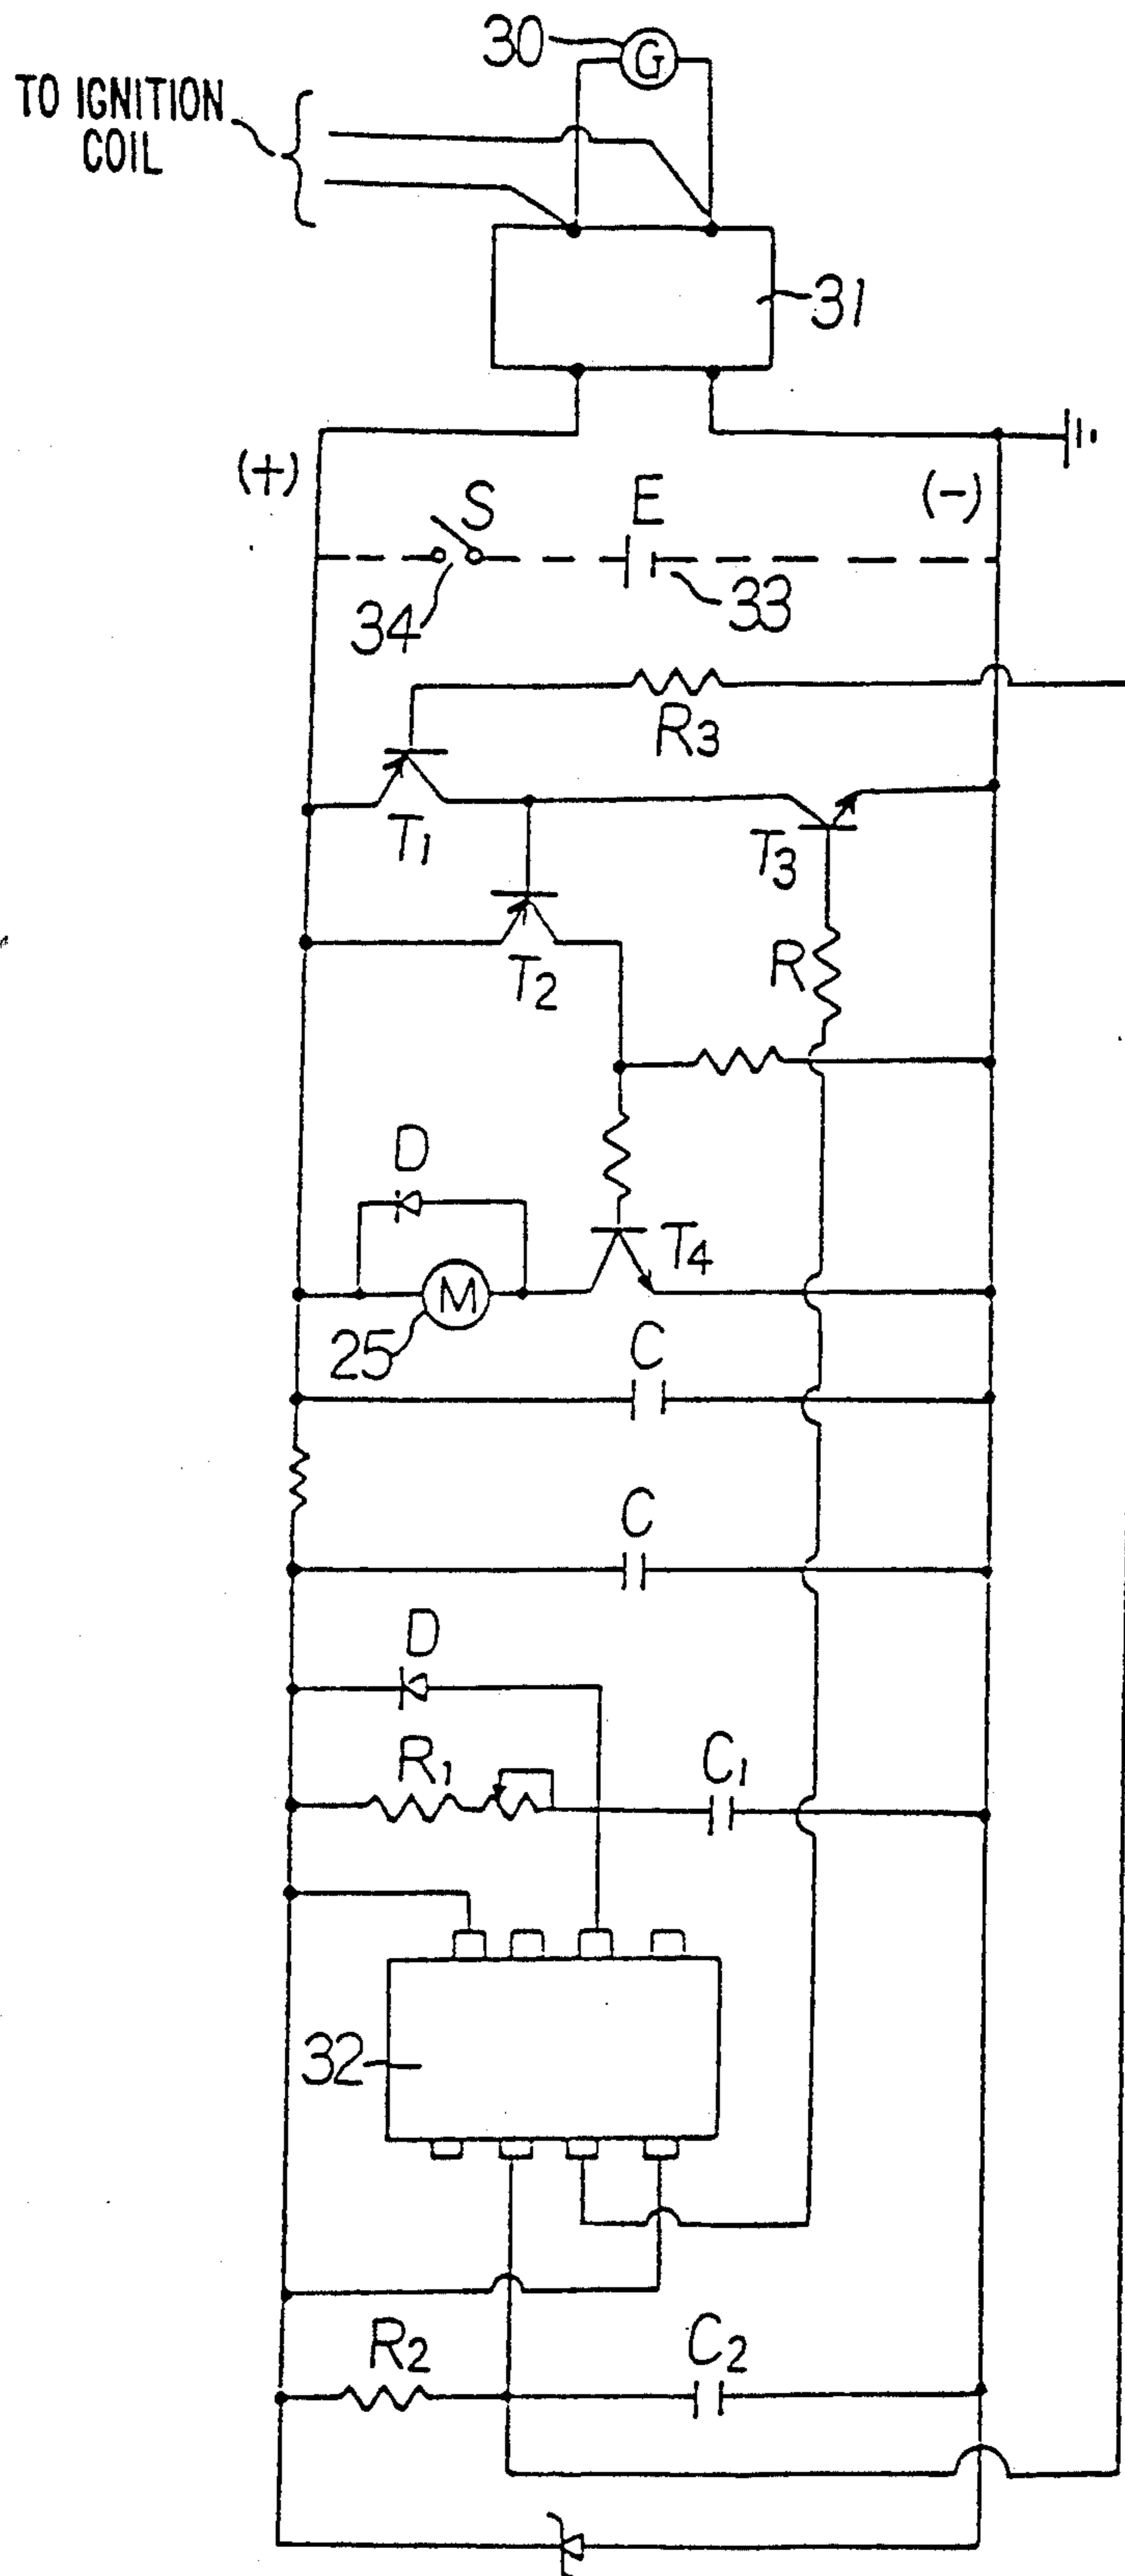 30
G
TO IGNITION
COIL
31
(+)
(-)
S
E
34
33
R3
T1
T3
T2
R
D
T4
M
25
C
C
D
R1
C1
32
R2
C2